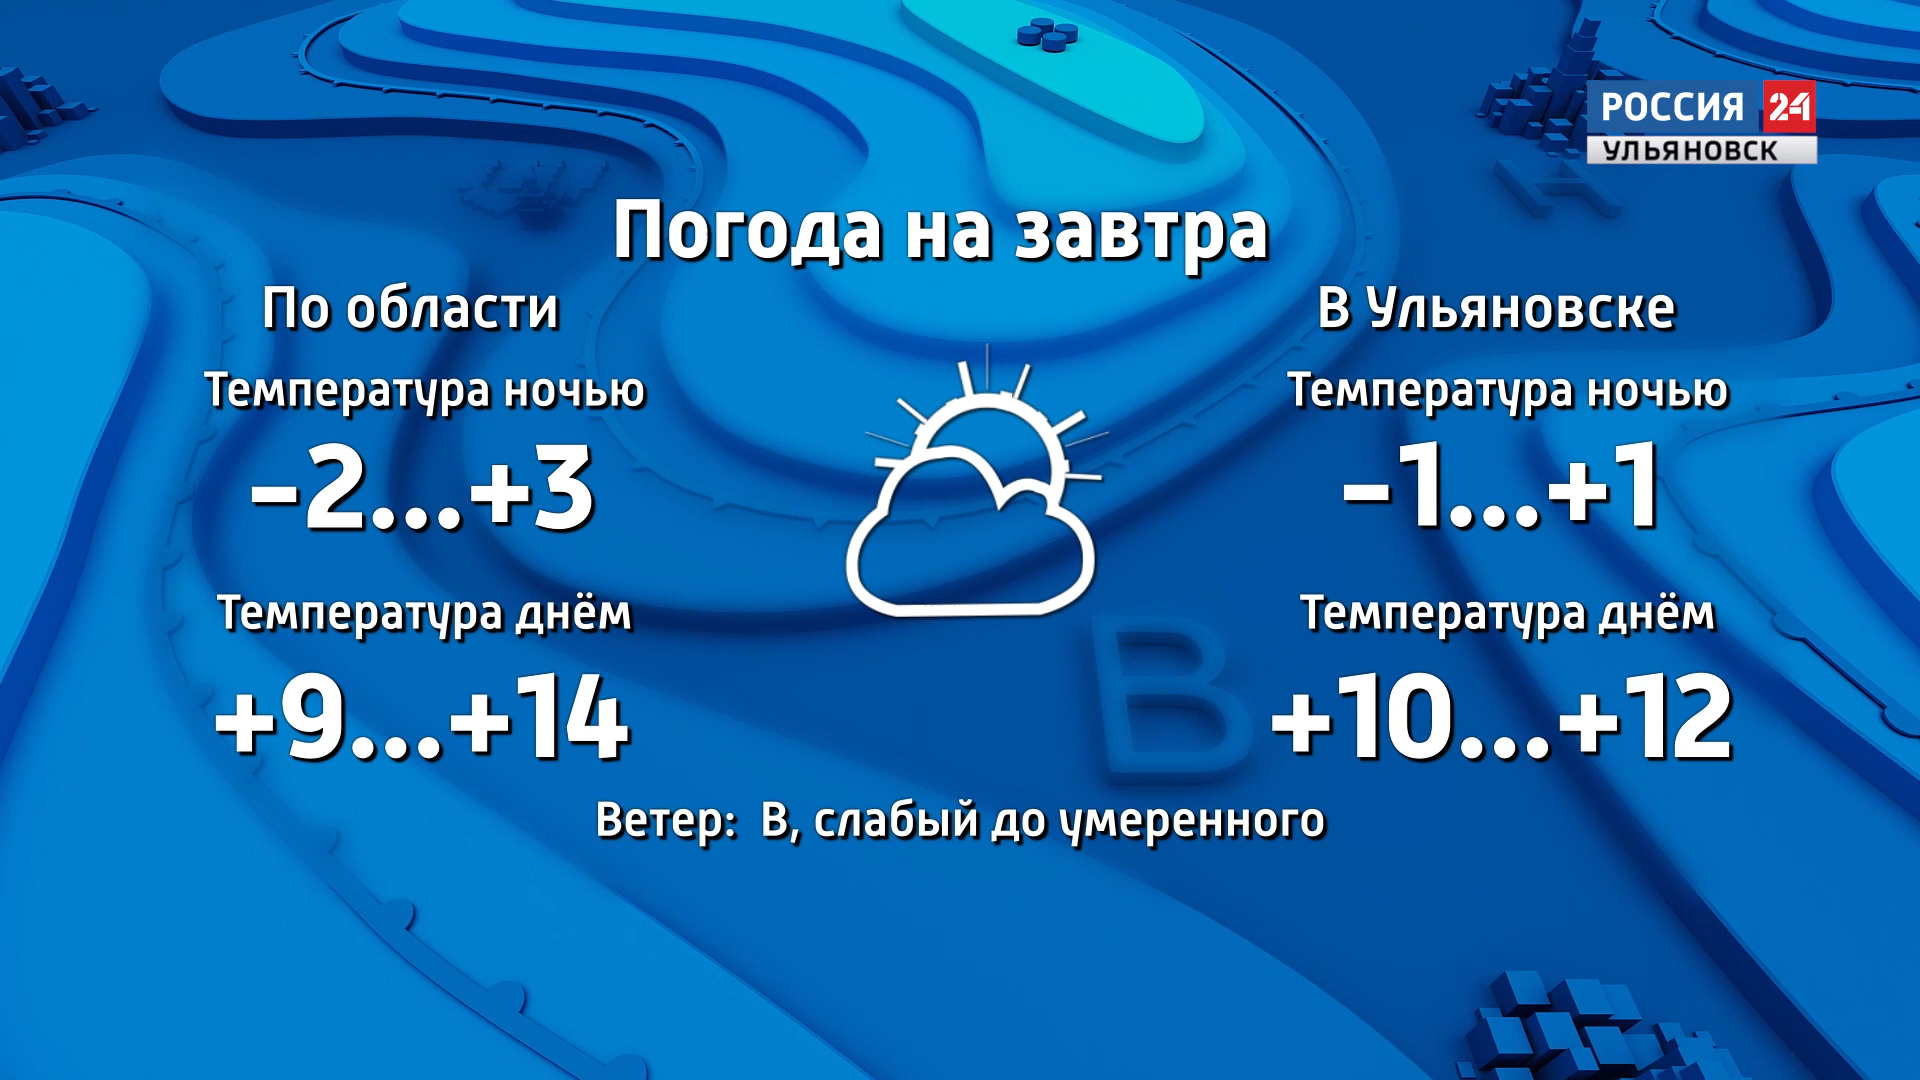 РОССИЯ 24
УЛЬЯНОВСК
Погода на завтра
По области
Температура ночью
-2...+3
Температура днём
+9...+14
В Ульяновске
Температура ночью
-1...+1
Температура днём
+10...+12
В
Ветер: В, слабый до умеренного